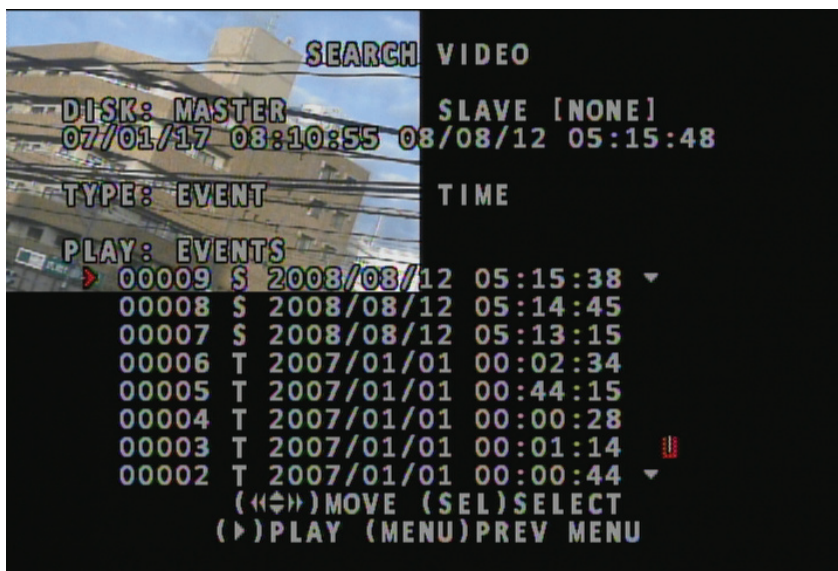 SEARCH VIDEO
DISK: MASTER SLAVE [NONE]
07/01/17 08:10:55 08/08/12 05:15:48
TYPE: EVENT TIME
PLAY: EVENTS
00009 S 2008/08/12 05:15:38
00008 S 2008/08/12 05:14:45
00007 S 2008/08/12 05:13:15
00006 T 2007/01/01 00:02:34
00005 T 2007/01/01 00:44:15
00004 T 2007/01/01 00:00:28
00003 T 2007/01/01 00:01:14
00002 T 2007/01/01 00:00:44
()MOVE (SEL)SELECT
()PLAY (MENU)PREV MENU